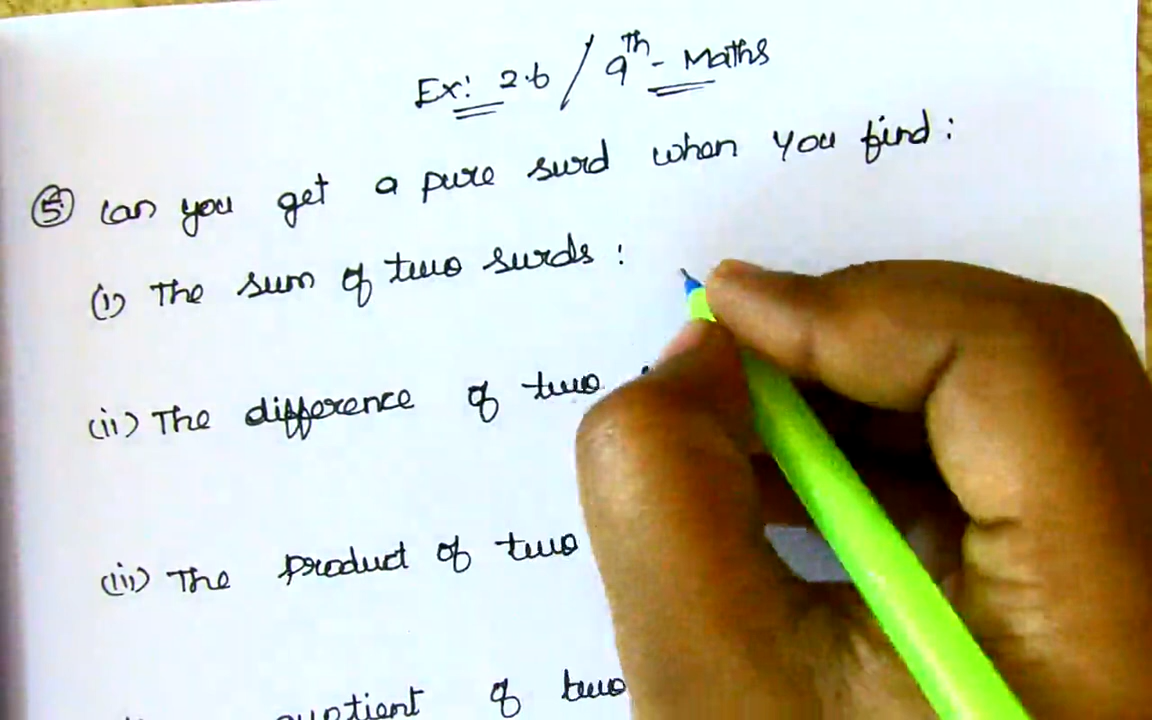 Ex: 2.6 / 9th - Maths
5 Can you get a pure surd when you find:
(i) The sum of two surds:
(ii) The difference of two
(iii) The product of two
quotient of two